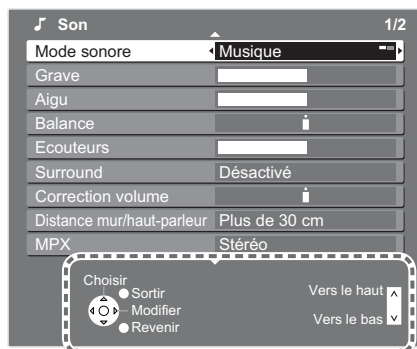 Son 1/2
Mode sonore Musique
Grave
Aigu
Balance
Ecouteurs
Surround Désactivé
Correction volume
Distance mur/haut-parleur Plus de 30 cm
MPX Stéréo
Choisir
Sortir
Modifier
Revenir
Vers le haut
Vers le bas